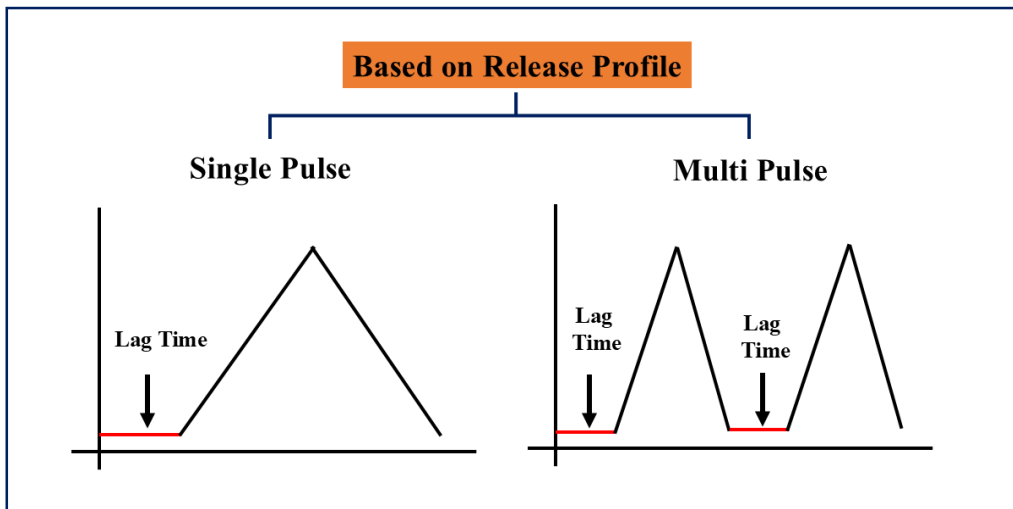 Based on Release Profile
Single Pulse
Multi Pulse
Lag Time
Lag
Time
Lag
Time